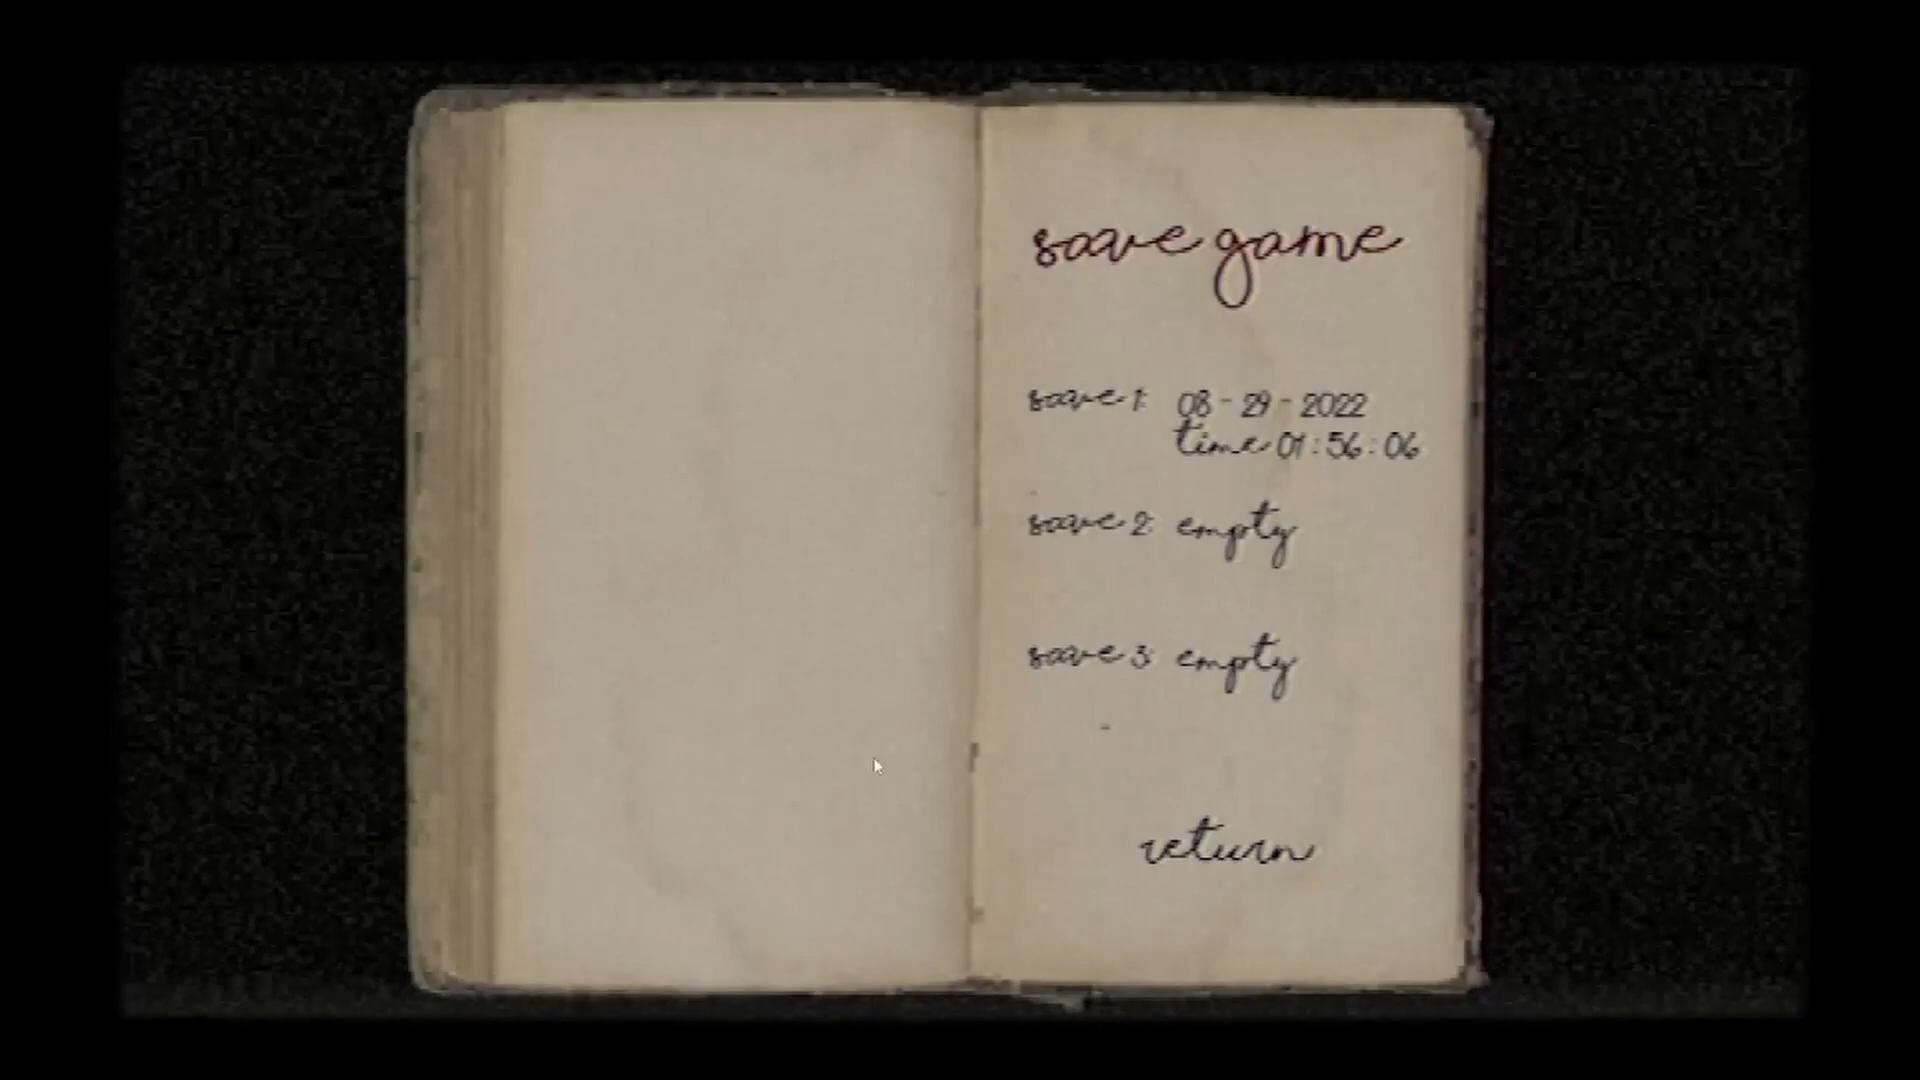 save game
save 1: 08-29-2022
time 01:56:06
save 2: empty
save 3: empty
return